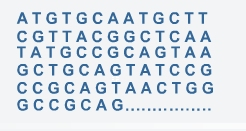 ATGTGCAATGCTT
CGTTACGGCTCAA
TATGCCGCAGTAA
GCTGCAGTATCCG
CCGCAGTAACTGG
GCCGCAG...............